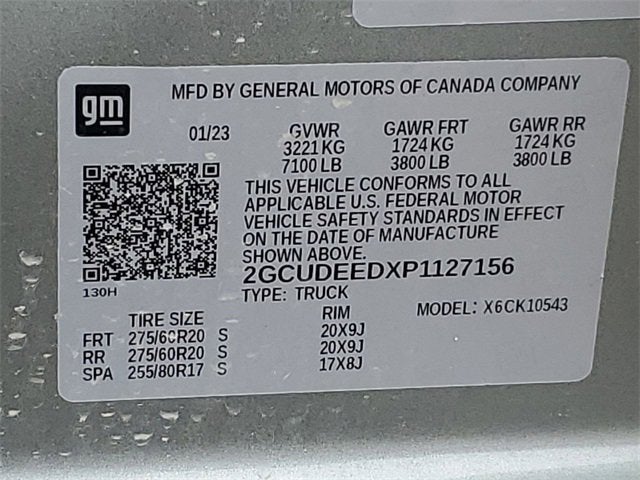 gm
MFD BY GENERAL MOTORS OF CANADA COMPANY
01/23 GVWR GAWR FRT GAWR RR
3221 KG 1724 KG 1724 KG
7100 LB 3800 LB 3800 LB
THIS VEHICLE CONFORMS TO ALL
APPLICABLE U.S. FEDERAL MOTOR
VEHICLE SAFETY STANDARDS IN EFFECT
ON THE DATE OF MANUFACTURE
SHOWN ABOVE.
2GCUDEEDXP1127156
130H
TYPE: TRUCK
MODEL: X6CK10543
TIRE SIZE RIM
FRT 275/60R20 S 20X9J
RR 275/60R20 S 20X9J
SPA 255/80R17 S 17X8J